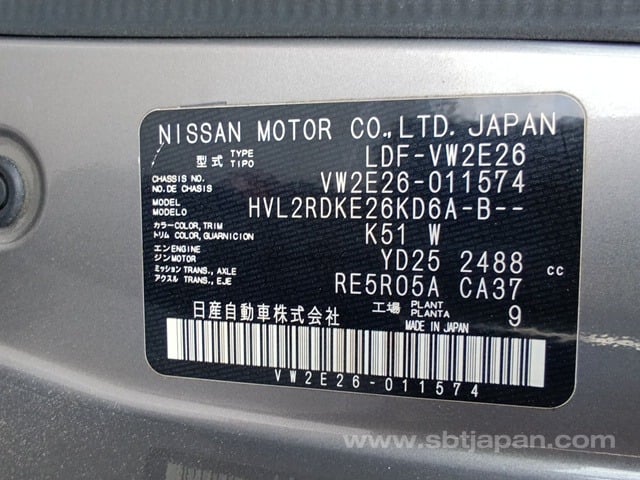 NISSAN MOTOR CO.,LTD. JAPAN
型式 TYPE TIPO LDF-VW2E26
CHASSIS NO. NO.DE CHASIS VW2E26-011574
MODEL MODELO HVL2RDKE26KD6A-B--
カラー COLOR, TRIM トリム COLOR, GUARNICION K51 W
エンジン ENGINE MOTOR YD25 2488 cc
ミッション TRANS., AXLE アクスル TRANS., EJE RE5R05A CA37
日産自動車株式会社 工場 PLANT PLANTA 9
MADE IN JAPAN
VW2E26-011574
www.sbtjapan.com